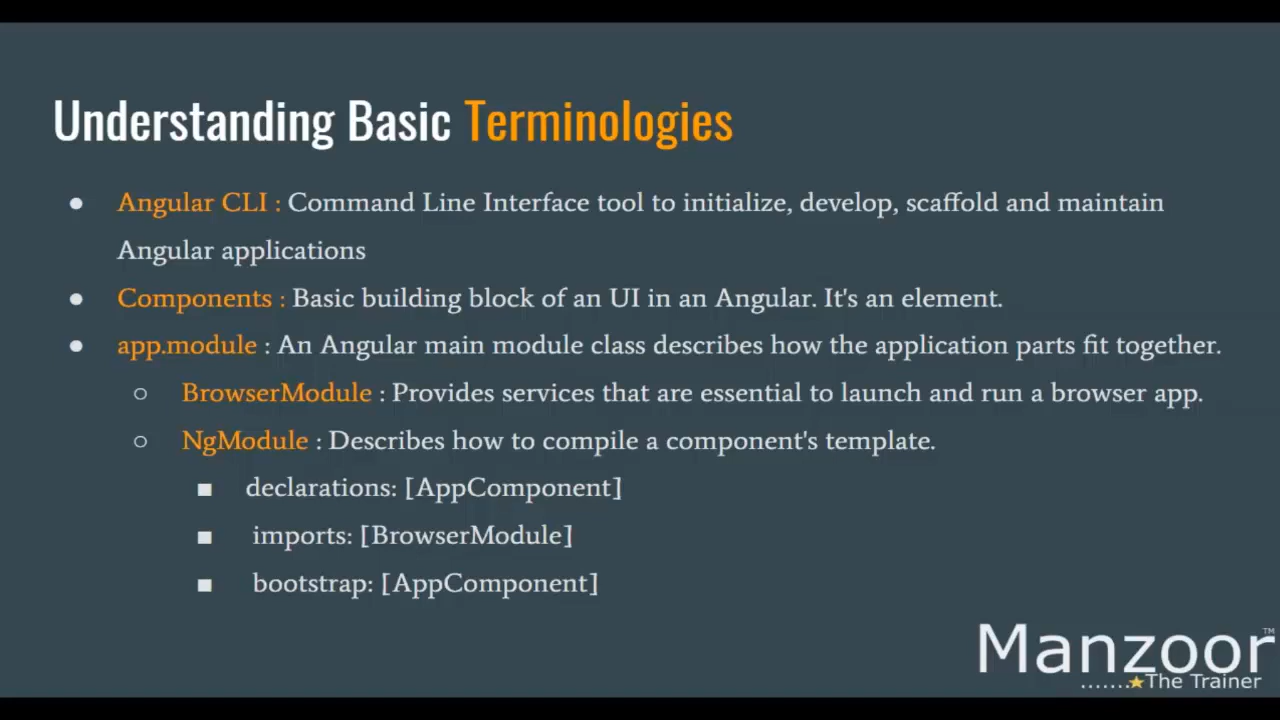 Understanding Basic Terminologies
● Angular CLI : Command Line Interface tool to initialize, develop, scaffold and maintain
Angular applications
● Components : Basic building block of an UI in an Angular. It's an element.
● app.module : An Angular main module class describes how the application parts fit together.
○ BrowserModule : Provides services that are essential to launch and run a browser app.
○ NgModule : Describes how to compile a component's template.
■ declarations: [AppComponent]
■ imports: [BrowserModule]
■ bootstrap: [AppComponent]
Manzoor™
.......★The Trainer